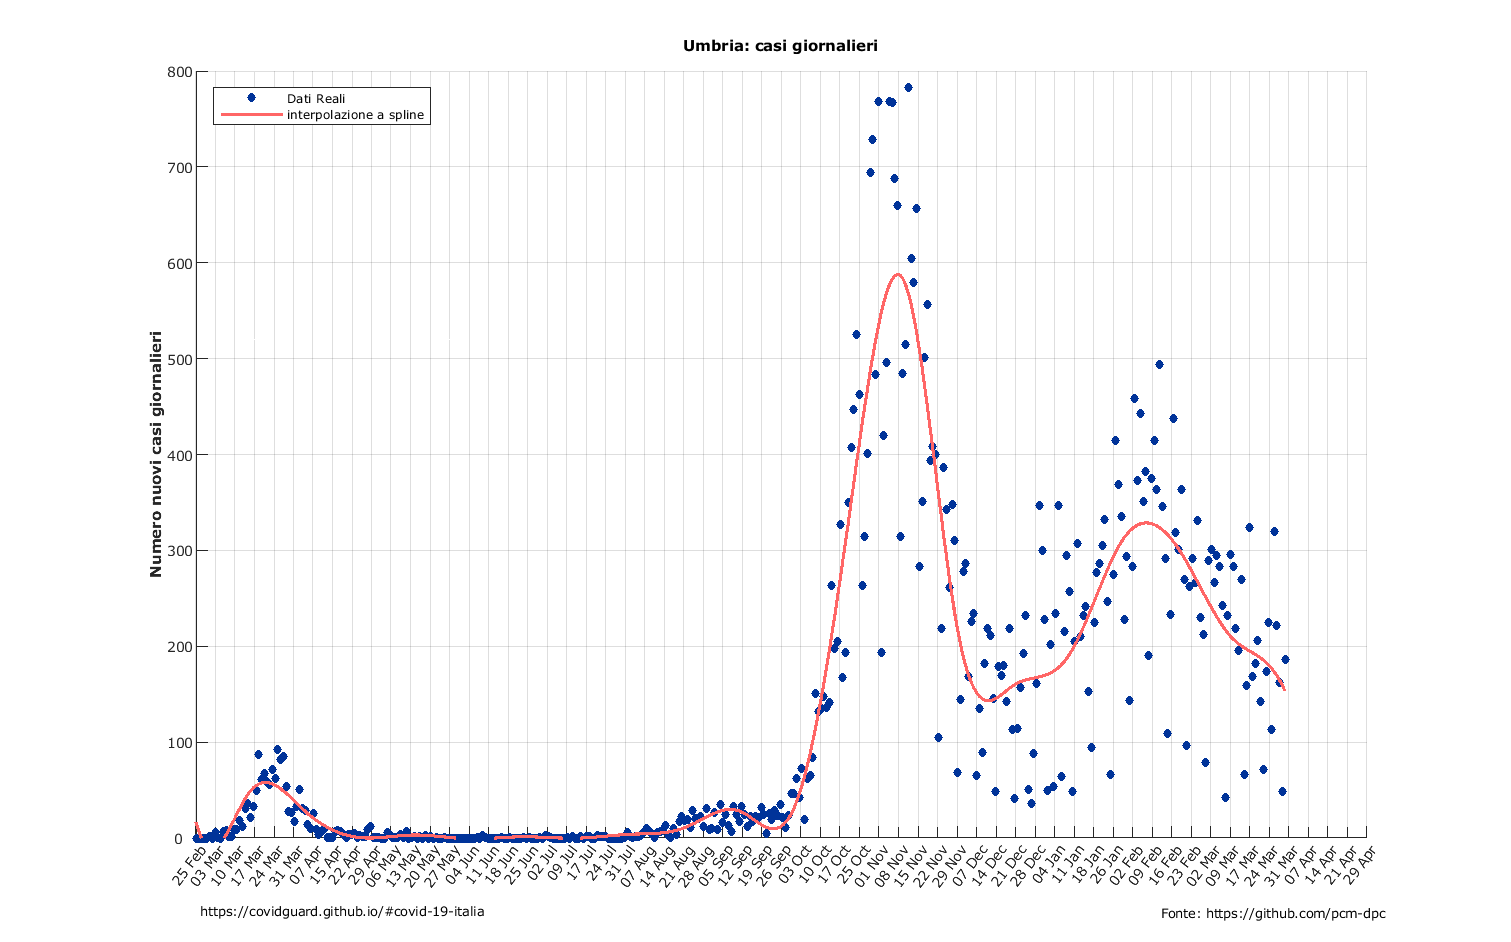 Umbria: casi giornalieri
Dati Reali
interpolazione a spline
Numero nuovi casi giornalieri
800
700
600
500
400
300
200
100
0
25 Feb
03 Mar
10 Mar
17 Mar
24 Mar
31 Mar
07 Apr
15 Apr
22 Apr
29 Apr
06 May
13 May
20 May
27 May
04 Jun
11 Jun
18 Jun
25 Jun
02 Jul
09 Jul
17 Jul
24 Jul
31 Jul
07 Aug
14 Aug
21 Aug
28 Aug
05 Sep
12 Sep
19 Sep
26 Sep
03 Oct
10 Oct
17 Oct
25 Oct
01 Nov
08 Nov
15 Nov
22 Nov
29 Nov
07 Dec
14 Dec
21 Dec
28 Dec
04 Jan
11 Jan
18 Jan
26 Jan
02 Feb
09 Feb
16 Feb
23 Feb
02 Mar
09 Mar
17 Mar
24 Mar
31 Mar
07 Apr
14 Apr
21 Apr
29 Apr
https://covidguard.github.io/#covid-19-italia
Fonte: https://github.com/pcm-dpc